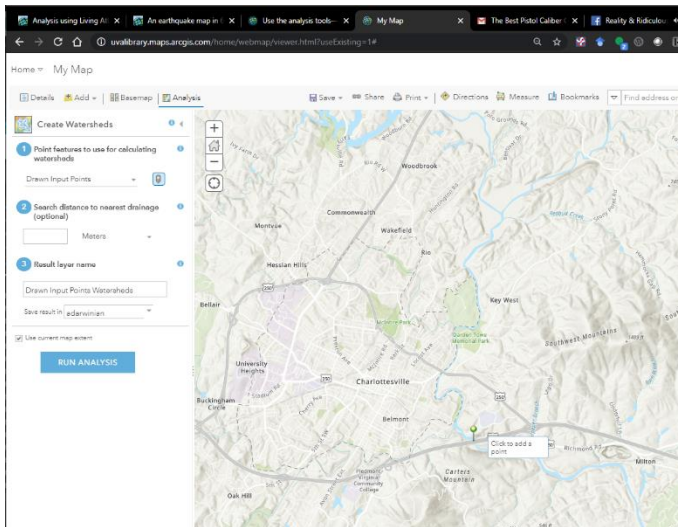 Analysis using Living Atl
An earthquake map in t
Use the analysis tools—
My Map
The Best Pistol Caliber
Reality & Ridiculou
uvalibrary.maps.arcgis.com/home/webmap/viewer.html?useExisting=1#
Home My Map
Details Add Basemap Analysis
Save Share Print Directions Measure Bookmarks Find address or
Create Watersheds
1 Point features to use for calculating
watersheds
Drawn Input Points
2 Search distance to nearest drainage
(optional)
Meters
3 Result layer name
Drawn Input Points Watersheds
Save result in
Use current map extent
RUN ANALYSIS
Woodbrook
Commonwealth
Montvue
Wakefield
Rio
Hessian Hills
250
Key West
Bellair
McIntire Park
Southwest Mountains
University
Heights
Charlottesville
Buckingham
Circle
250
Belmont
Click to add a
point
Richmond Rd
Milton
Piedmont
Virginia
Community
College
Carters
Mountain
Oak Hill